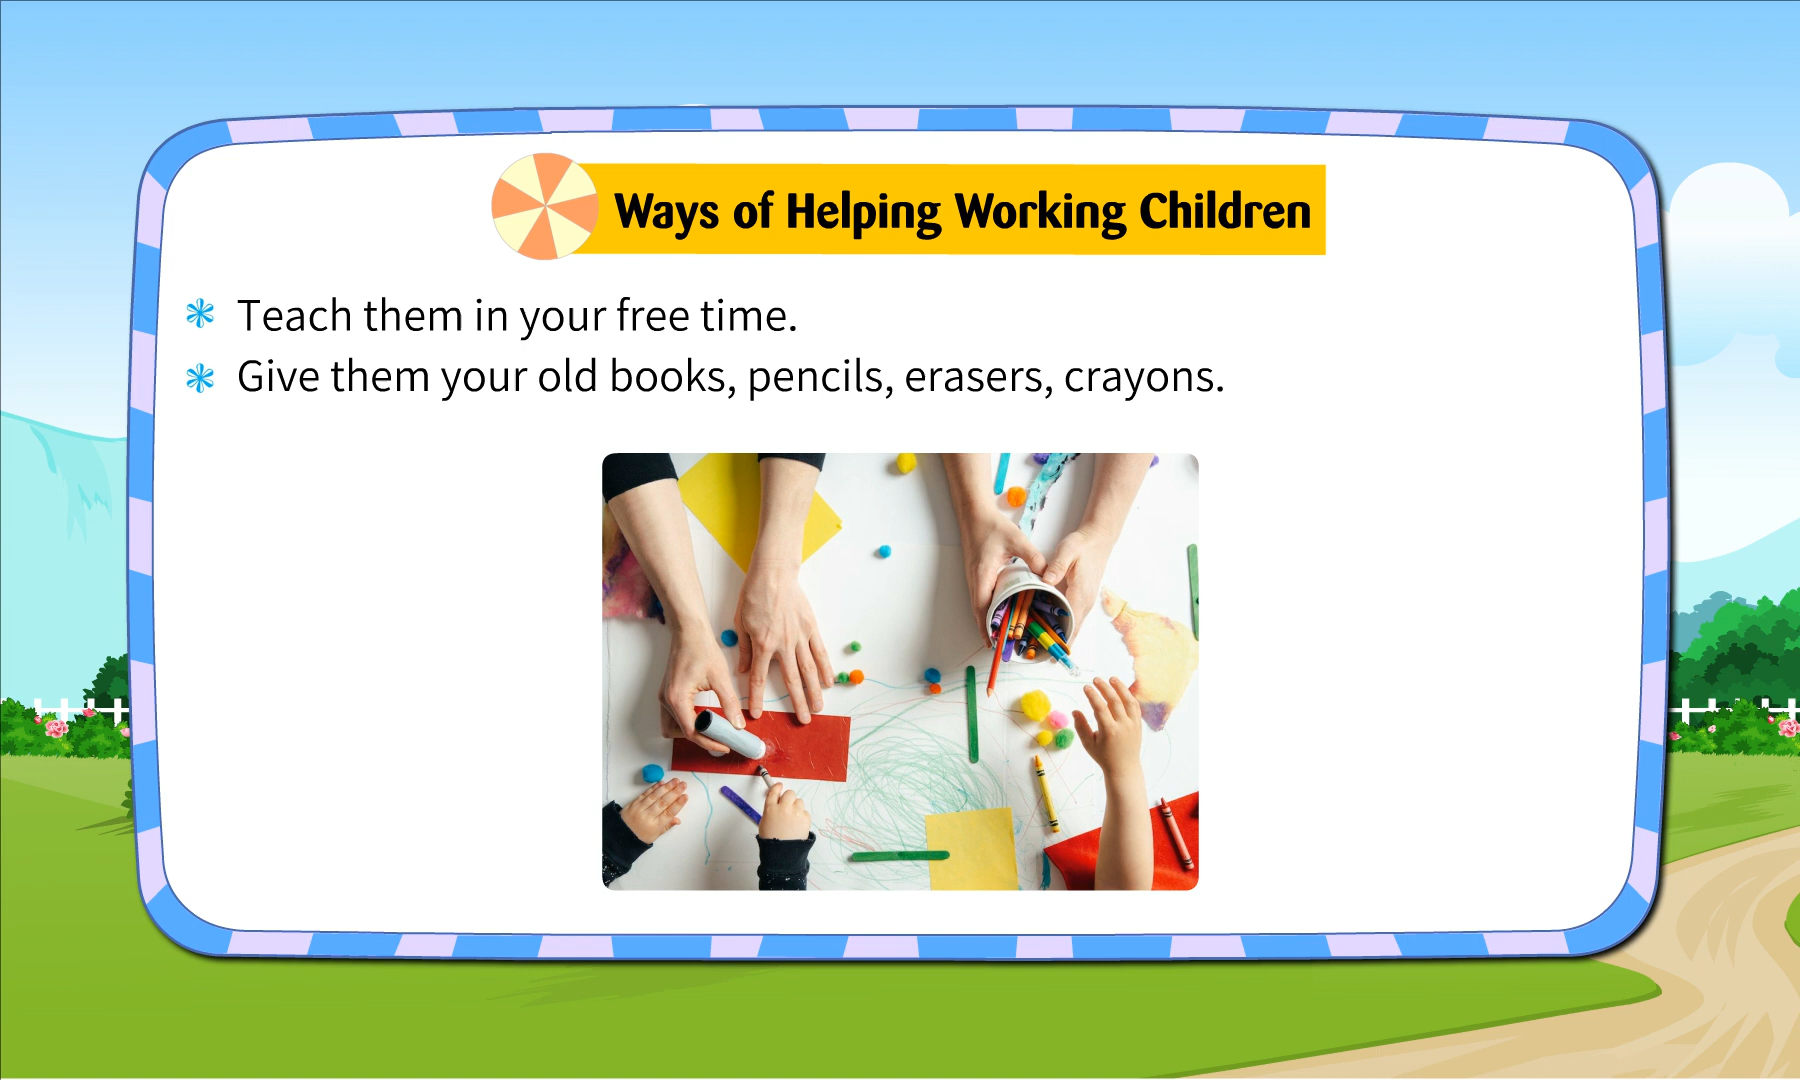 Ways of Helping Working Children
Teach them in your free time.
Give them your old books, pencils, erasers, crayons.